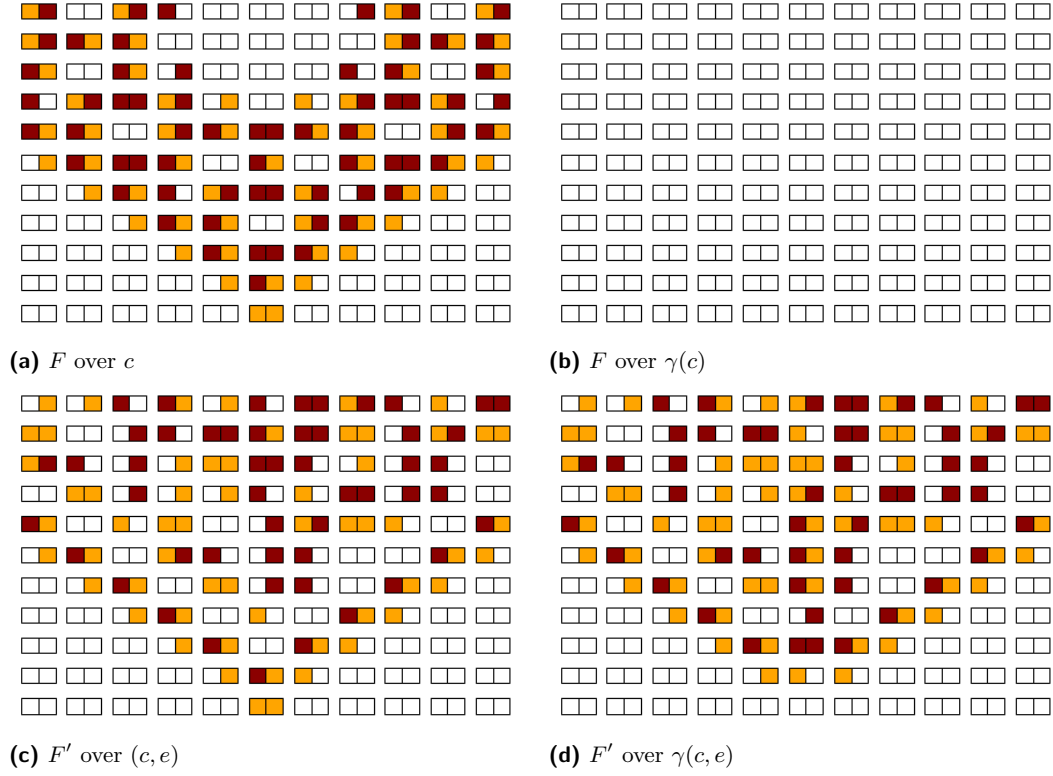 (a) F over c
(b) F over γ(c)
(c) F′ over (c, e)
(d) F′ over γ(c, e)